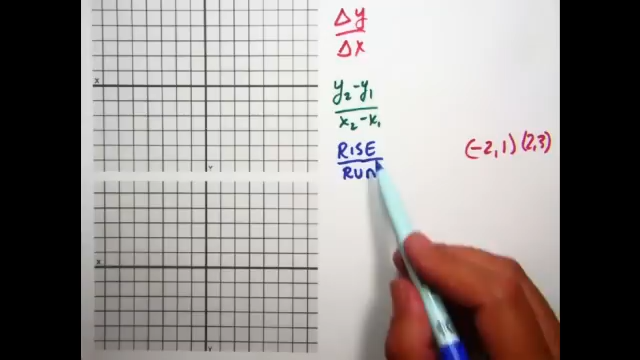 Δy
Δx
y₂-y₁
x₂-x₁
RISE
RUN
(-2,1) (2,3)
x
y
x
y